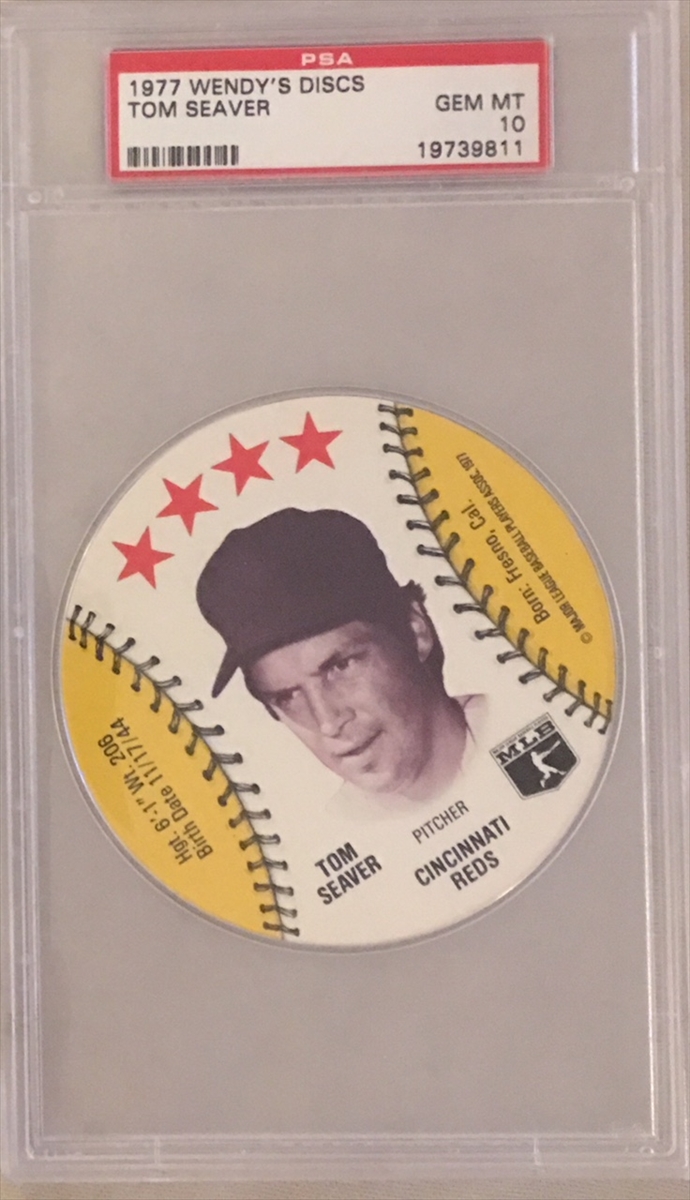 PSA
1977 WENDY'S DISCS
TOM SEAVER
GEM MT
10
19739811
Born: Fresno, Cal.
© MAJOR LEAGUE BASEBALL PLAYERS ASSOC. 1977
Hgt. 6'-1" Wt. 206
Birth Date 11/17/44
MLB
TOM
SEAVER
PITCHER
CINCINNATI
REDS